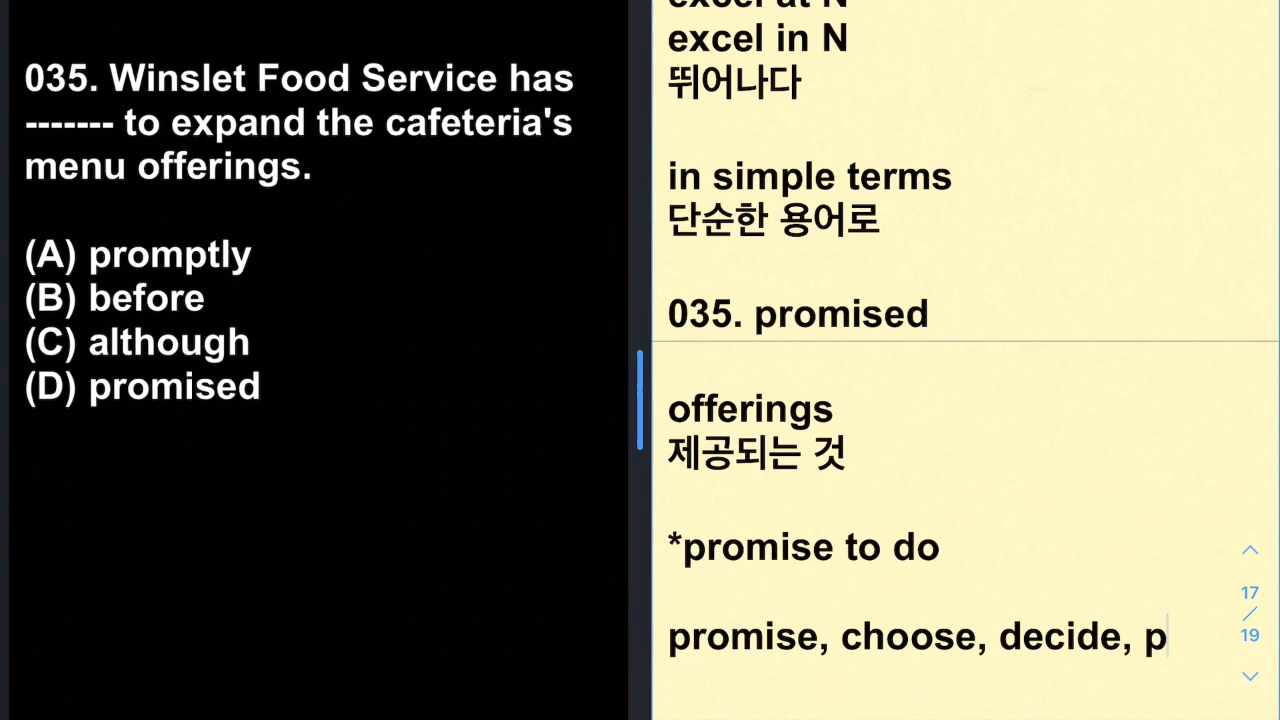 035. Winslet Food Service has
------- to expand the cafeteria's
menu offerings.
(A) promptly
(B) before
(C) although
(D) promised
excel at N
excel in N
뛰어나다
in simple terms
단순한 용어로
035. promised
offerings
제공되는 것
*promise to do
promise, choose, decide, p
17
/
19